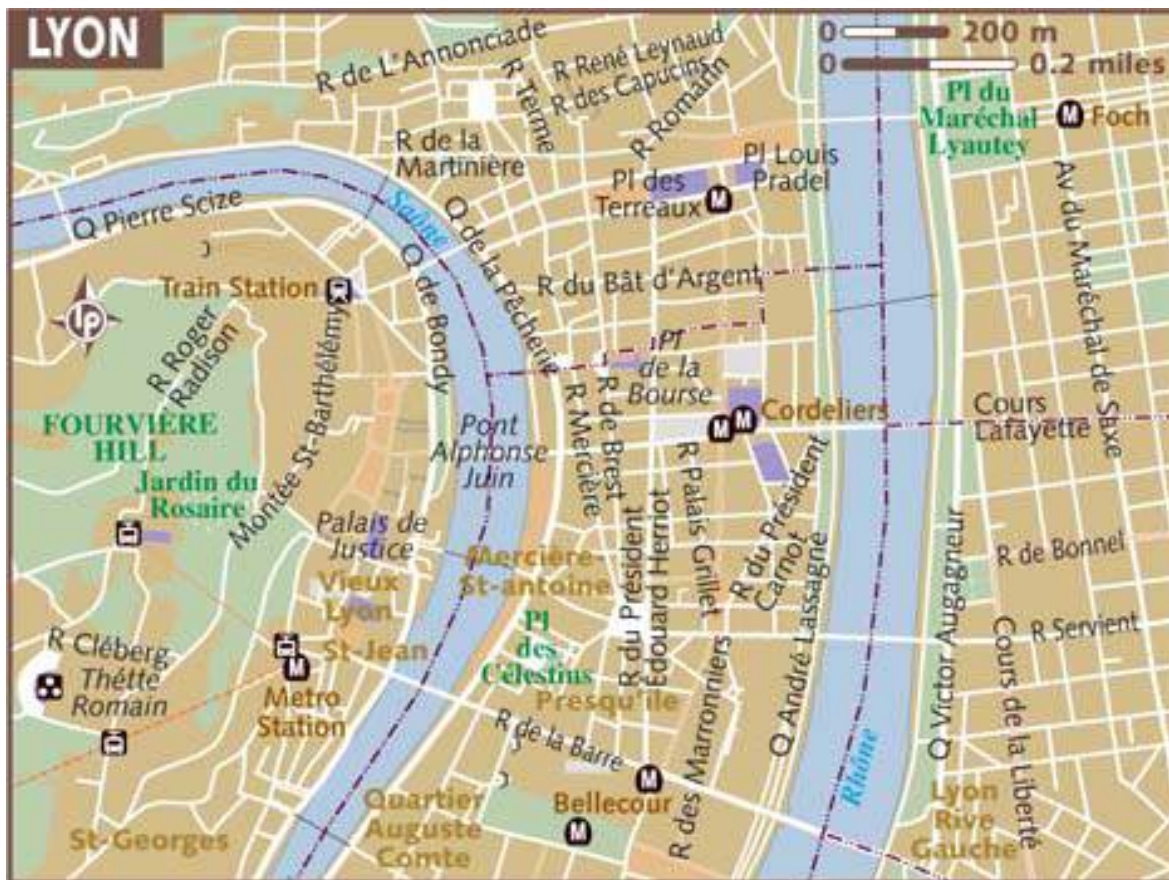 LYON
0 200 m
0 0.2 miles
R de L'Annonciade
R Terme
R René Leynaud
R des Capucins
R Romarin
Pl du
Maréchal
Lyautey
Foch
R de la
Martinière
Pl des
Terreaux
Pl Louis
Pradel
Av du Maréchal de Saxe
Q Pierre Scize
Saône
Q de la Pêcherie
Q de Bondy
Train Station
R du Bât d'Argent
lp
R Roger
Radison
Montée St-Barthélémy
Pl
de la
Bourse
Cordeliers
Cours
Lafayette
FOURVIÈRE
HILL
Jardin du
Rosaire
Pont
Alphonse
Juin
R Mercière
R de Brest
R Palais Grillet
R du Président
Carnot
Palais de
Justice
Mercière-
St-antoine
R du Président
Edouard Herriot
Q André Lassagne
Q Victor Augagneur
R de Bonnel
Vieux
Lyon
St-Jean
Pl
des
Célestius
Presqu'ile
R Servient
Cours de la Liberté
R Cléberg
Thétte
Romain
Metro
Station
R de la Barre
R des Marronniers
Rhône
Bellecour
St-Georges
Quartier
Auguste
Comte
Lyon
Rive
Gauche
M
M
M
M
M
M